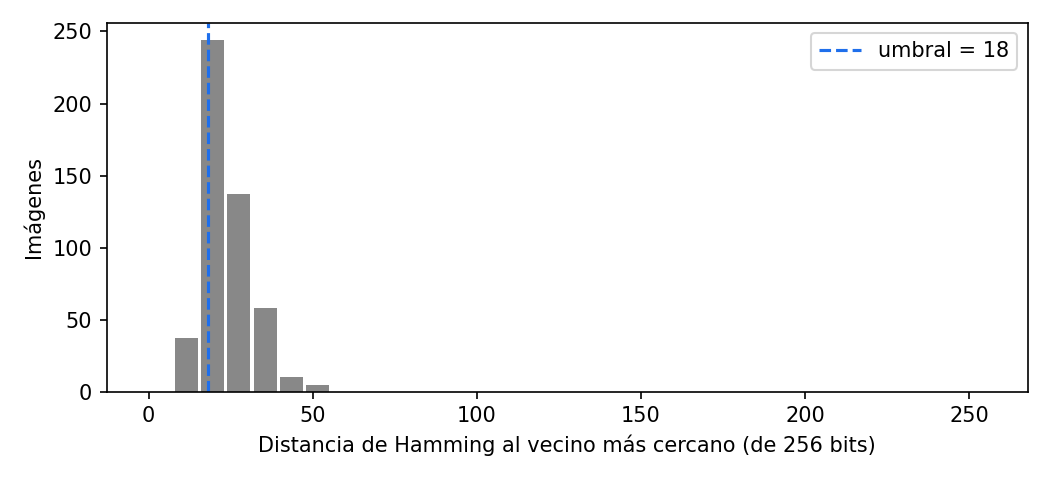 250
200
150
100
50
0
Imágenes
umbral = 18
0 50 100 150 200 250
Distancia de Hamming al vecino más cercano (de 256 bits)